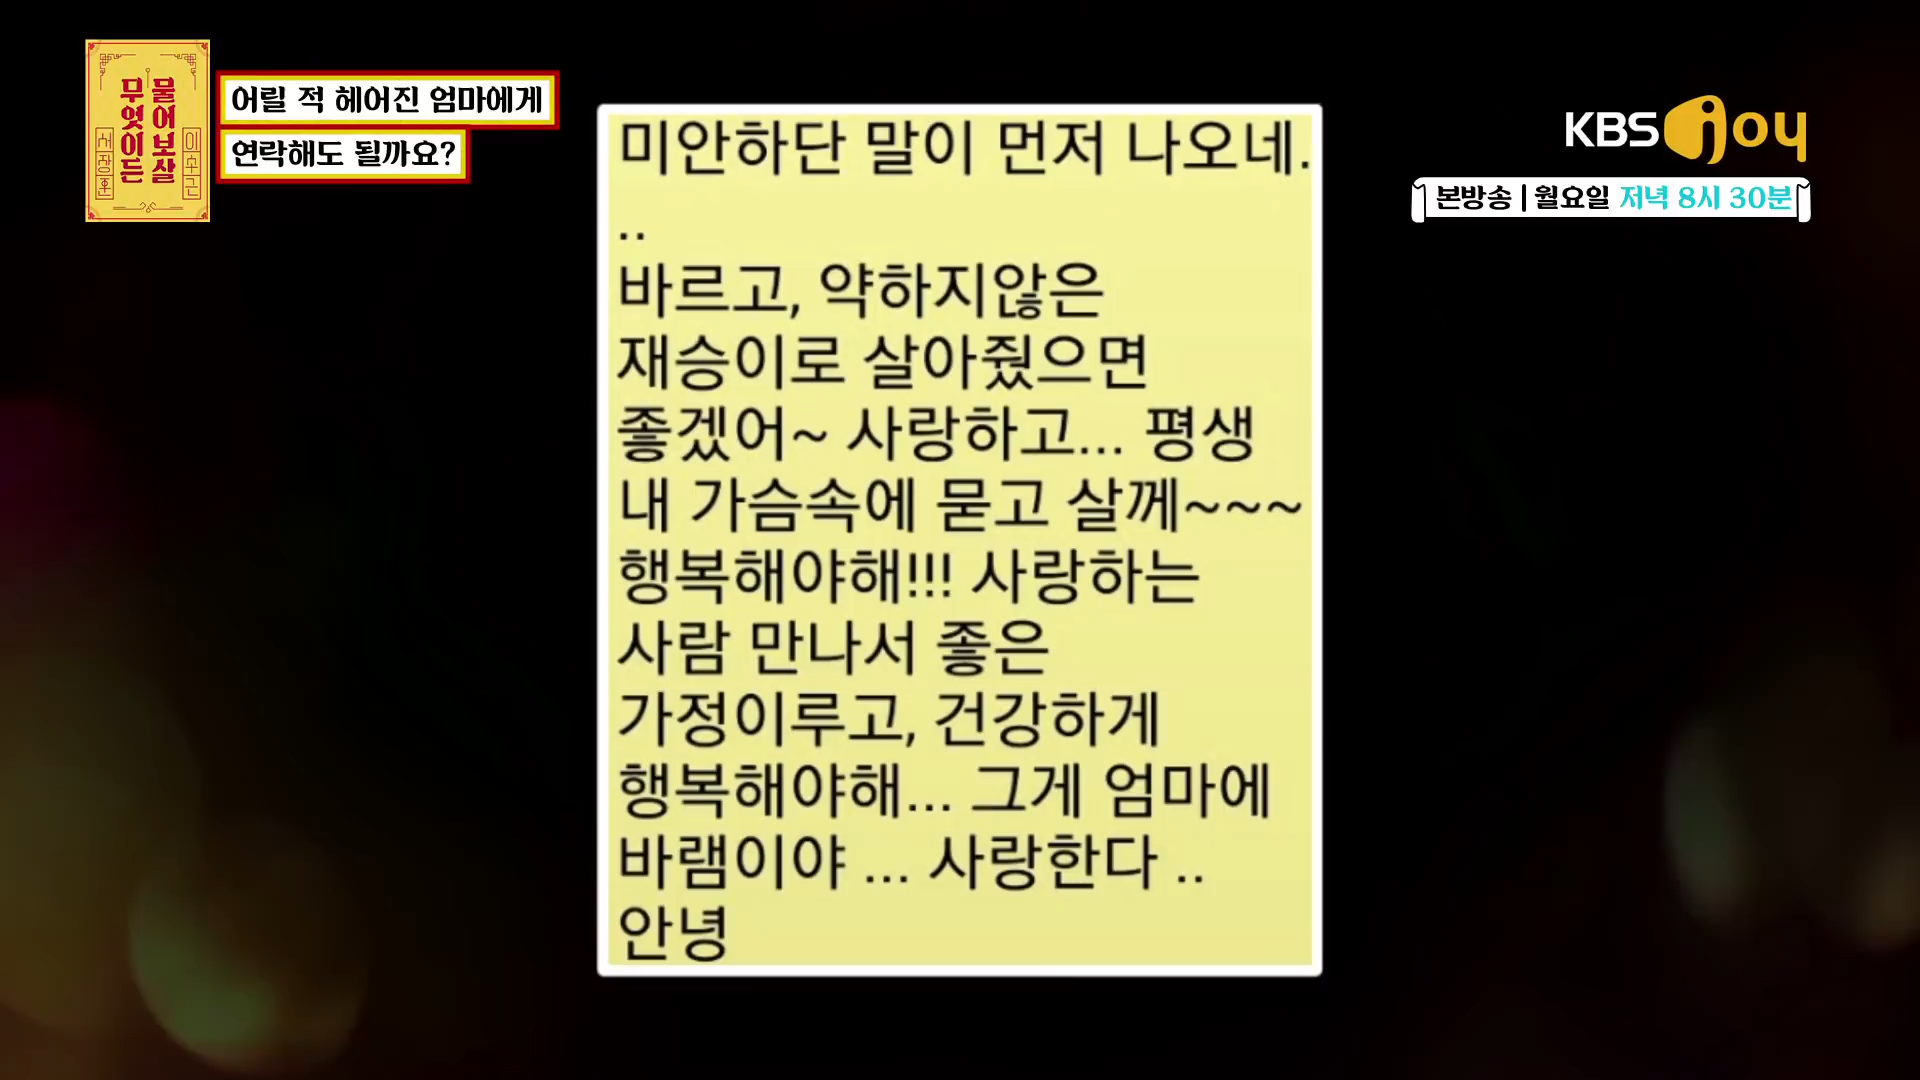 무엇이든
물어보살
서장훈
이수근
어릴 적 헤어진 엄마에게
연락해도 될까요?
KBS joy
본방송 | 월요일 저녁 8시 30분
미안하단 말이 먼저 나오네.
..
바르고, 약하지않은
재승이로 살아줬으면
좋겠어~ 사랑하고... 평생
내 가슴속에 묻고 살께~~~
행복해야해!!! 사랑하는
사람 만나서 좋은
가정이루고, 건강하게
행복해야해... 그게 엄마에
바램이야 ... 사랑한다 ..
안녕